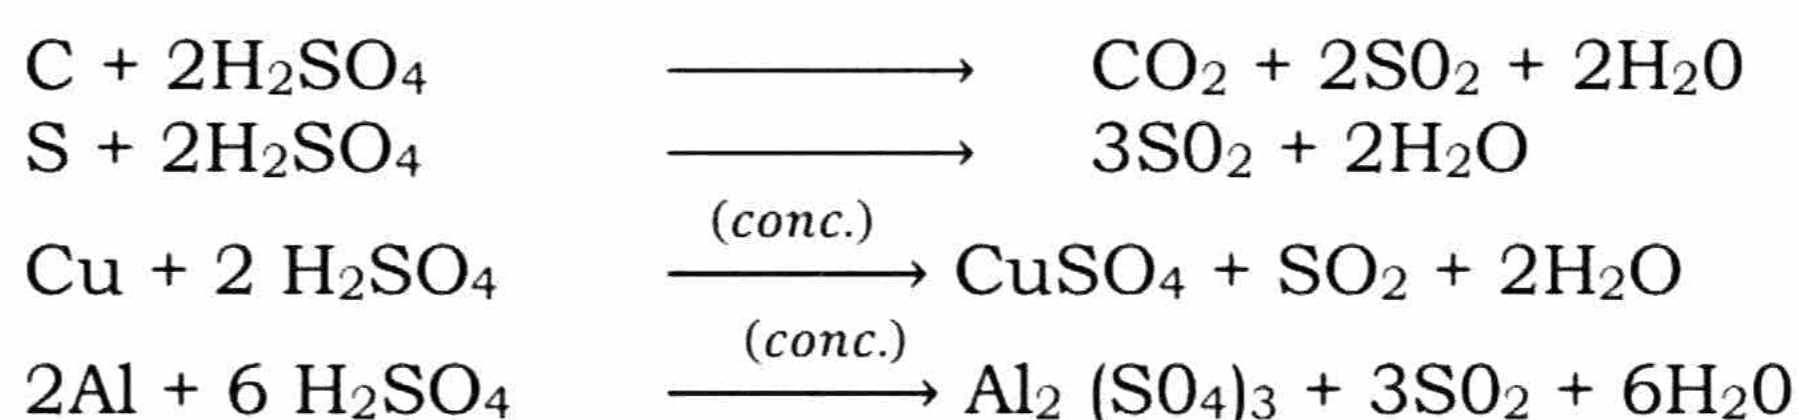 C + 2H₂SO₄ ⟶ CO₂ + 2S0₂ + 2H₂0
S + 2H₂SO₄ ⟶ 3S0₂ + 2H₂O
(conc.)
Cu + 2 H₂SO₄ ⟶ CuSO₄ + SO₂ + 2H₂O
(conc.)
2Al + 6 H₂SO₄ ⟶ Al₂ (S0₄)₃ + 3S0₂ + 6H₂0